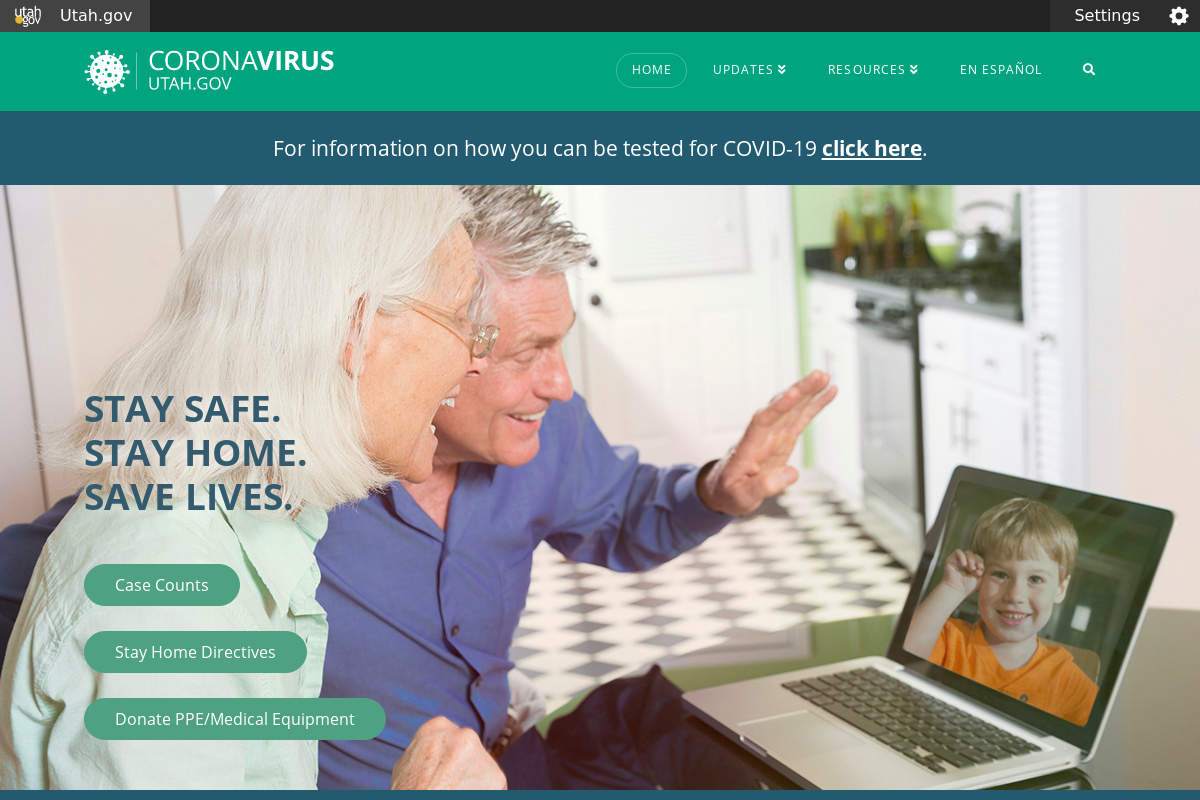 utah
gov
Utah.gov
Settings
CORONAVIRUS
UTAH.GOV
HOME
UPDATES
RESOURCES
EN ESPAÑOL
For information on how you can be tested for COVID-19 click here.
STAY SAFE.
STAY HOME.
SAVE LIVES.
Case Counts
Stay Home Directives
Donate PPE/Medical Equipment